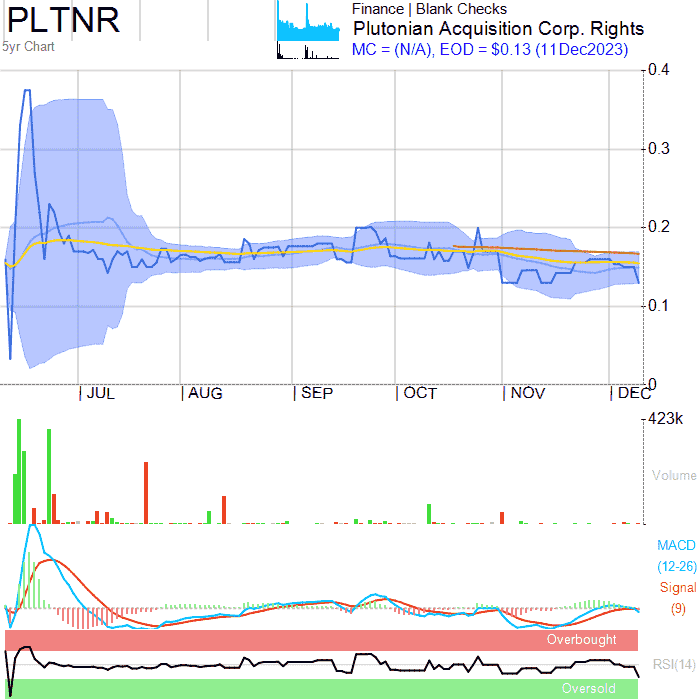 PLTNR
5yr Chart
Finance | Blank Checks
Plutonian Acquisition Corp. Rights
MC = (N/A), EOD = $0.13 (11Dec2023)
0.4
0.3
0.2
0.1
0
JUL AUG SEP OCT NOV DEC
423k
Volume
MACD
(12-26)
Signal
(9)
Overbought
RSI(14)
Oversold